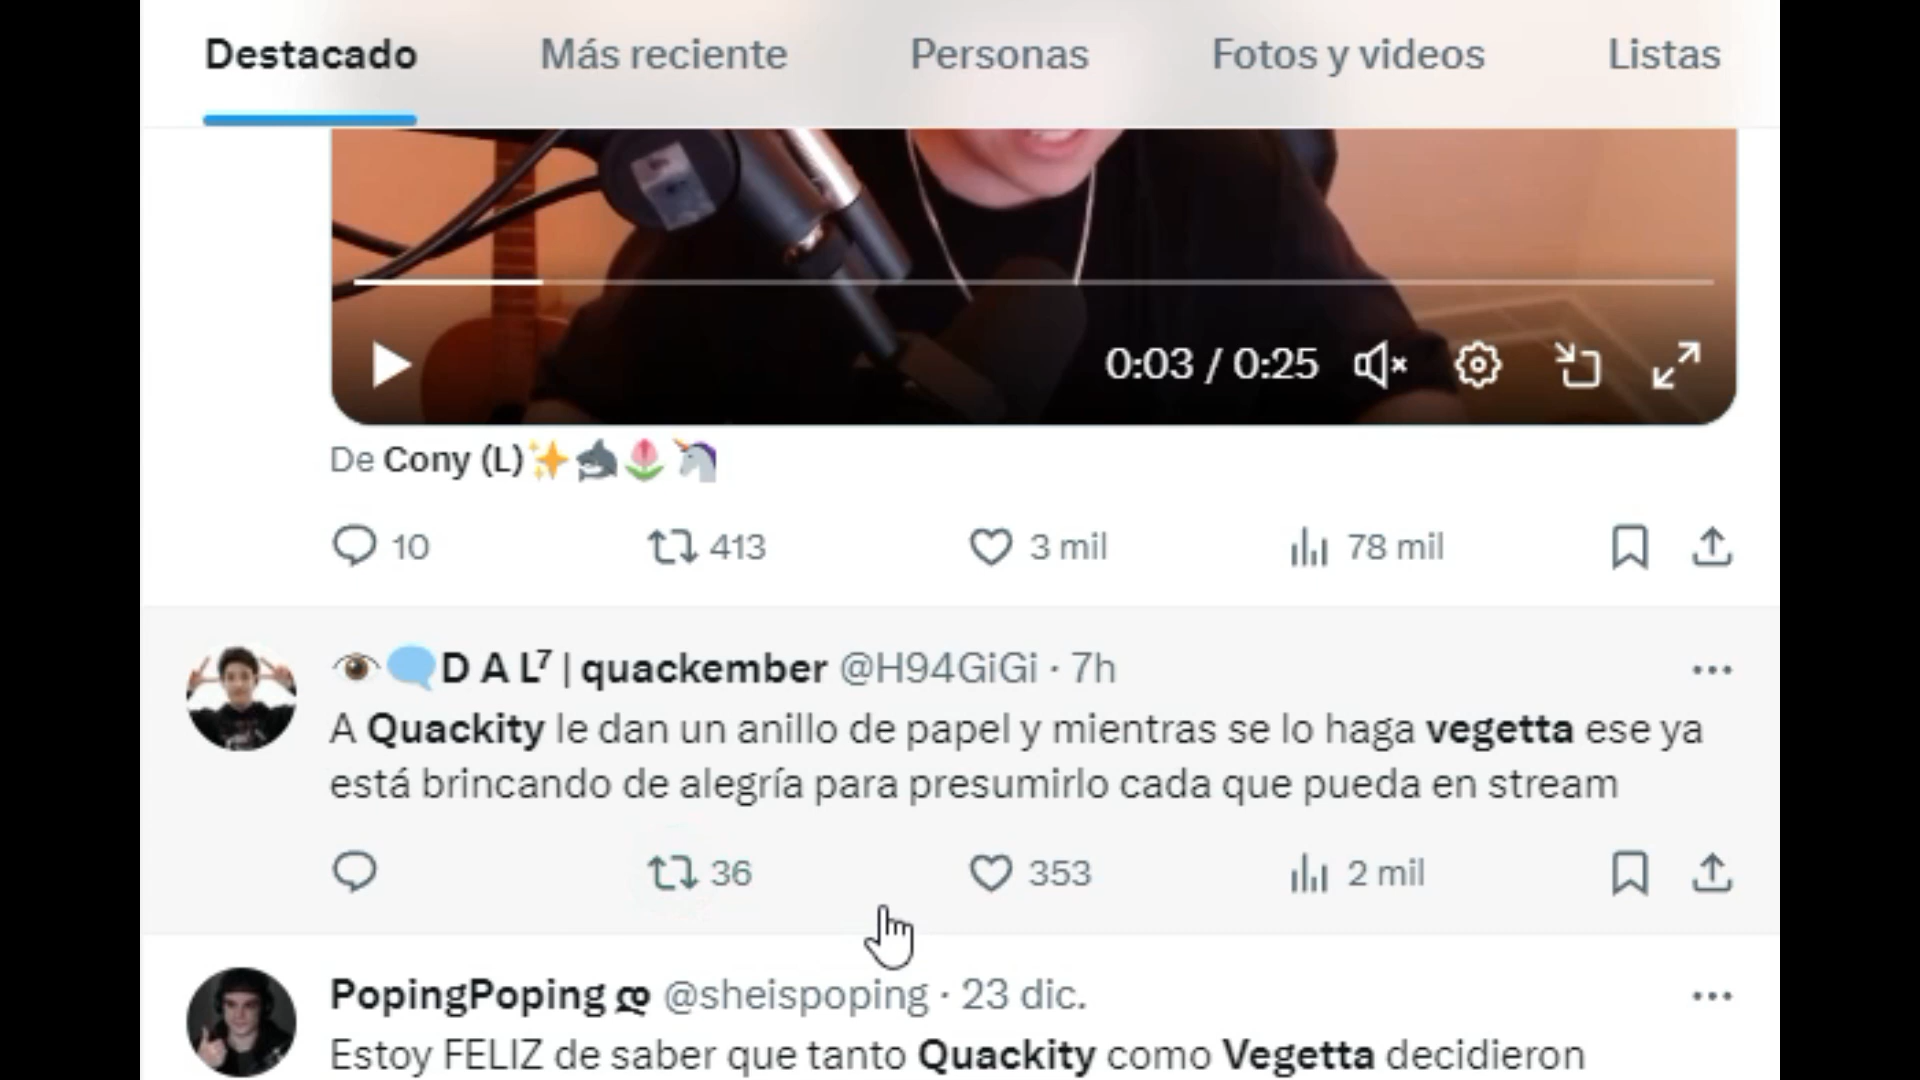 Destacado Más reciente Personas Fotos y videos Listas
0:03 / 0:25
De Cony (L)✨🦈🌷🦄
10 413 3 mil 78 mil
👁️🗨️D A L⁷ | quackember @H94GiGi · 7h
A Quackity le dan un anillo de papel y mientras se lo haga vegetta ese ya
está brincando de alegría para presumirlo cada que pueda en stream
36 353 2 mil
PopingPoping ღ @sheispoping · 23 dic.
Estoy FELIZ de saber que tanto Quackity como Vegetta decidieron